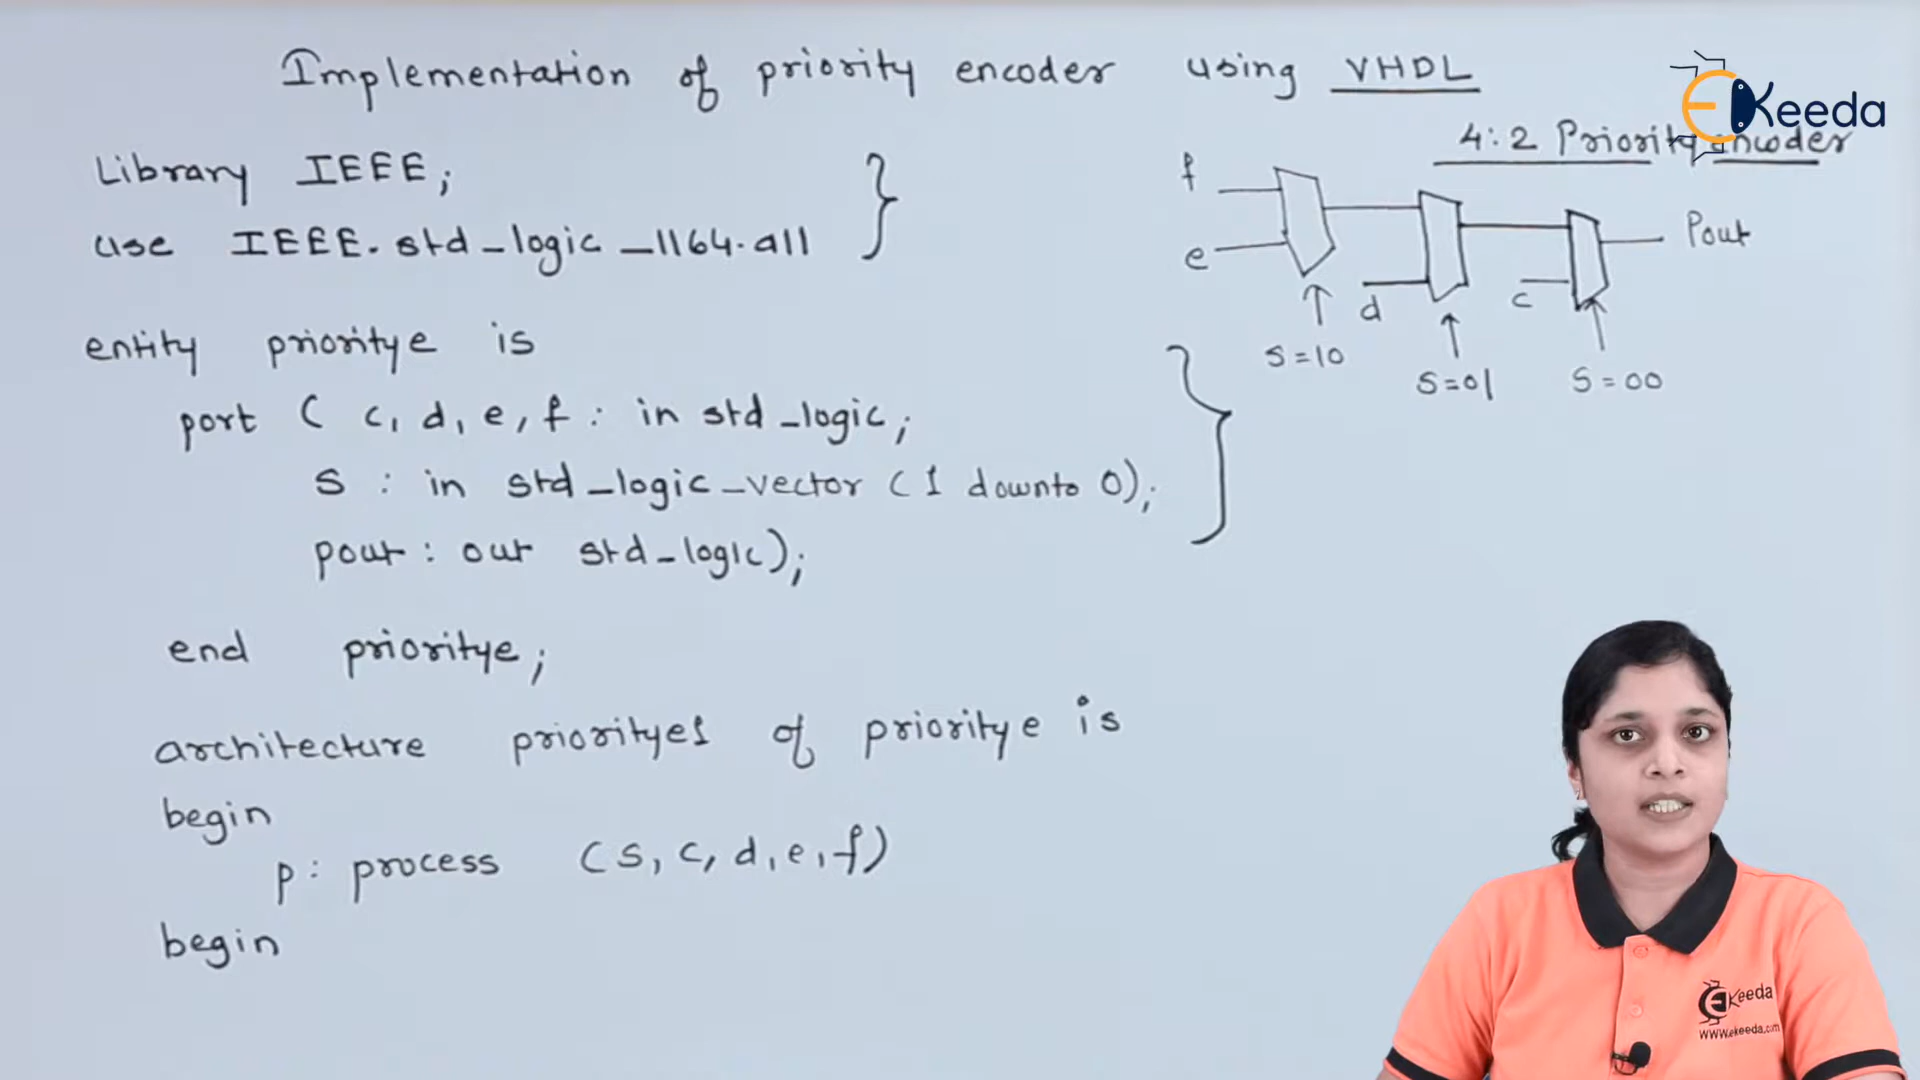 Implementation of priority encoder using VHDL
EKeeda
4:2 Priority encoder
Library IEEE;
use IEEE.std_logic_1164.all
entity prioritye is
port ( c, d, e, f : in std_logic;
S : in std_logic_vector (1 downto 0);
pout : out std_logic);
end prioritye;
architecture prioritye1 of prioritye is
begin
p: process (s, c, d, e, f)
begin
f
e
d
c
Pout
S=10
S=01
S=00
EKeeda
www.ekeeda.com